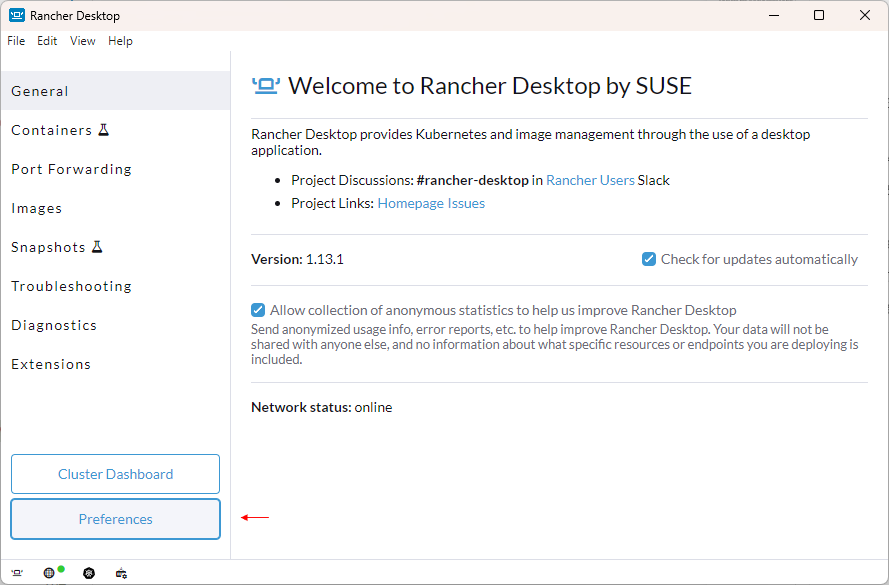 Rancher Desktop
File Edit View Help
General
Containers
Port Forwarding
Images
Snapshots
Troubleshooting
Diagnostics
Extensions
Cluster Dashboard
Preferences
Welcome to Rancher Desktop by SUSE
Rancher Desktop provides Kubernetes and image management through the use of a desktop
application.
• Project Discussions: #rancher-desktop in Rancher Users Slack
• Project Links: Homepage Issues
Version: 1.13.1
Check for updates automatically
Allow collection of anonymous statistics to help us improve Rancher Desktop
Send anonymized usage info, error reports, etc. to help improve Rancher Desktop. Your data will not be
shared with anyone else, and no information about what specific resources or endpoints you are deploying is
included.
Network status: online